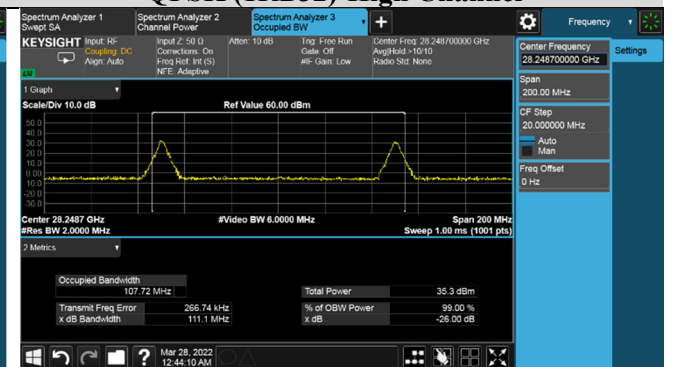 Spectrum Analyzer 1
Swept SA
Spectrum Analyzer 2
Channel Power
Spectrum Analyzer 3
Occupied BW
Frequency
KEYSIGHT
Input: RF
Coupling: DC
Align: Auto
Input Z: 50 Ω
Corrections: On
Freq Ref: Int (S)
NFE: Adaptive
Atten: 10 dB
Trig: Free Run
Gate: Off
#IF Gain: Low
Center Freq: 28.248700000 GHz
Avg|Hold:>10/10
Radio Std: None
Center Frequency
28.248700000 GHz
Settings
Span
200.00 MHz
CF Step
20.000000 MHz
Auto
Man
Freq Offset
0 Hz
1 Graph
Scale/Div 10.0 dB
Ref Value 60.00 dBm
50.0
40.0
30.0
20.0
10.0
0.00
-10.0
-20.0
-30.0
Center 28.2487 GHz
#Video BW 6.0000 MHz
Span 200 MHz
#Res BW 2.0000 MHz
Sweep 1.00 ms (1001 pts)
2 Metrics
Occupied Bandwidth
107.72 MHz
Total Power
35.3 dBm
Transmit Freq Error
266.74 kHz
% of OBW Power
99.00 %
x dB Bandwidth
111.1 MHz
x dB
-26.00 dB
?
Mar 28, 2022
12:44:10 AM